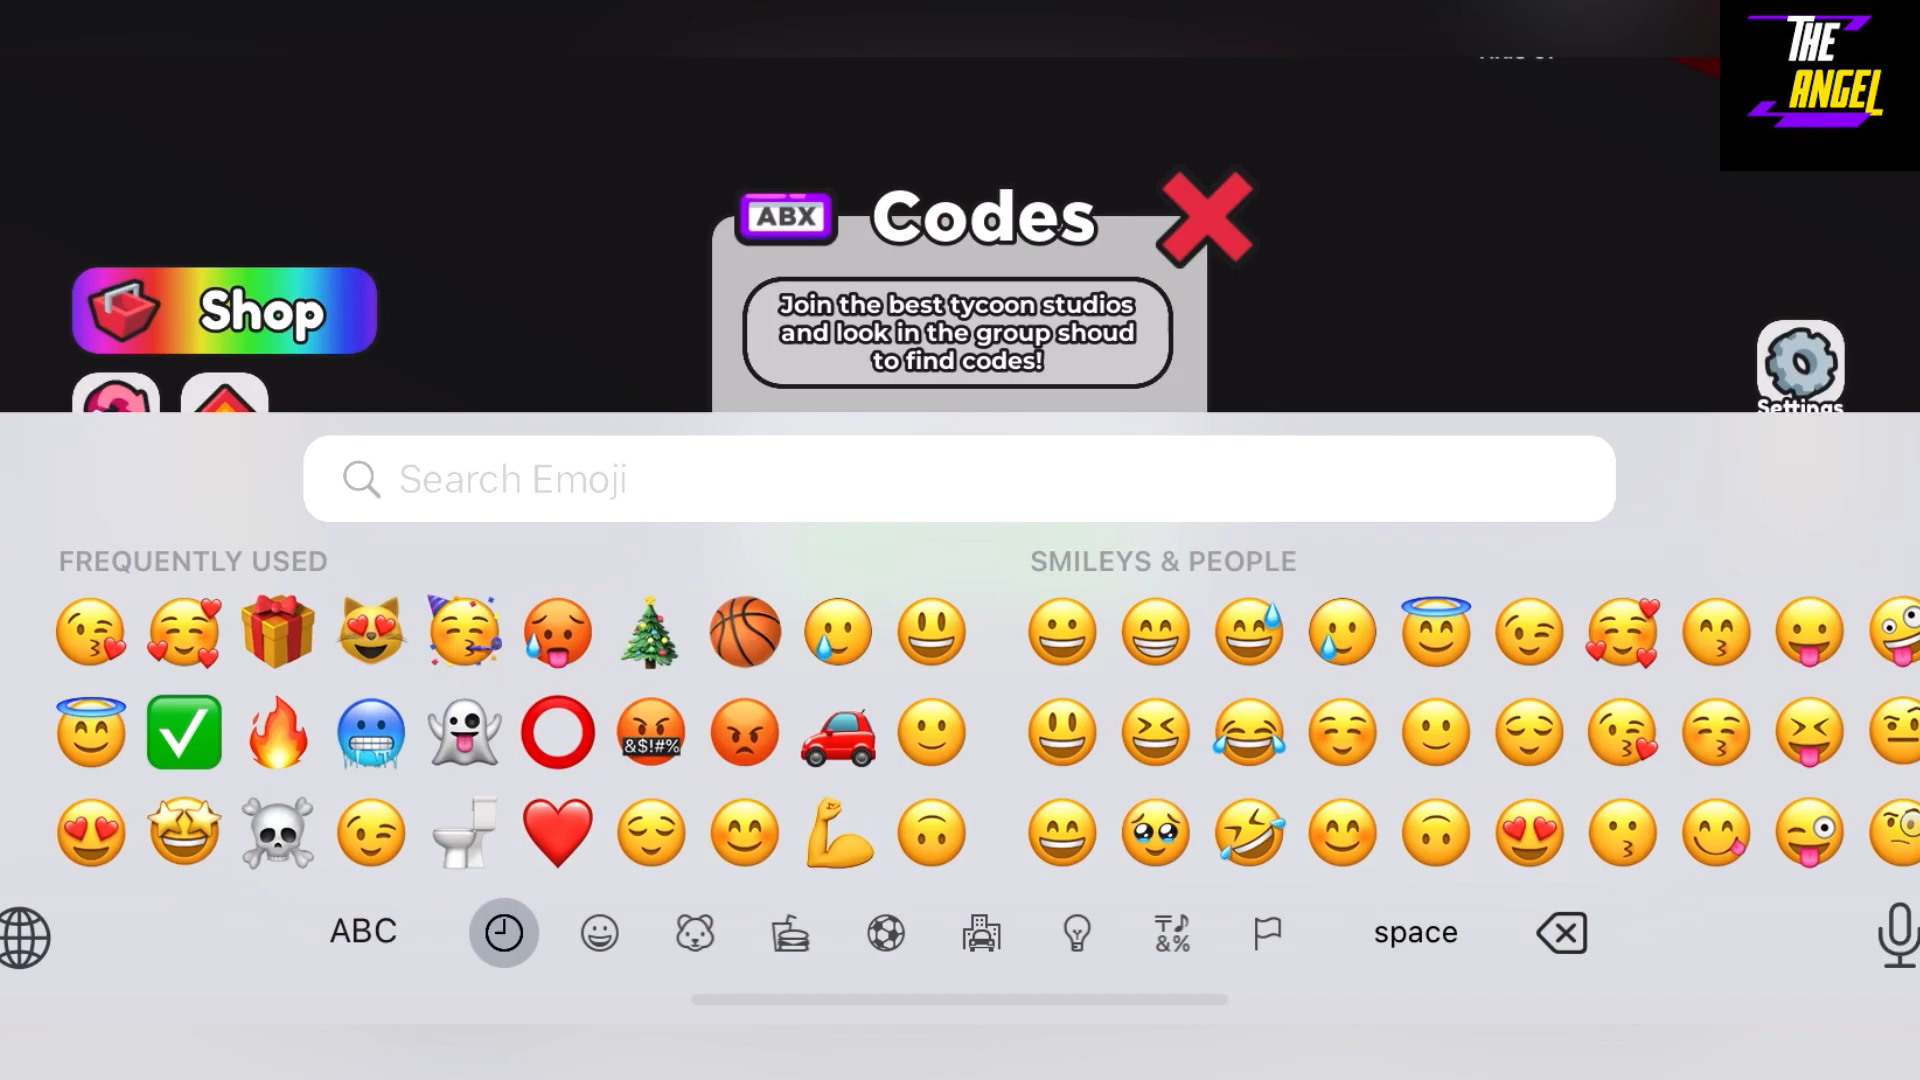 THE
ANGEL
ABX
Codes
Join the best tycoon studios
and look in the group shoud
to find codes!
Shop
Settings
Search Emoji
FREQUENTLY USED
SMILEYS & PEOPLE
&$!#%
ABC
space